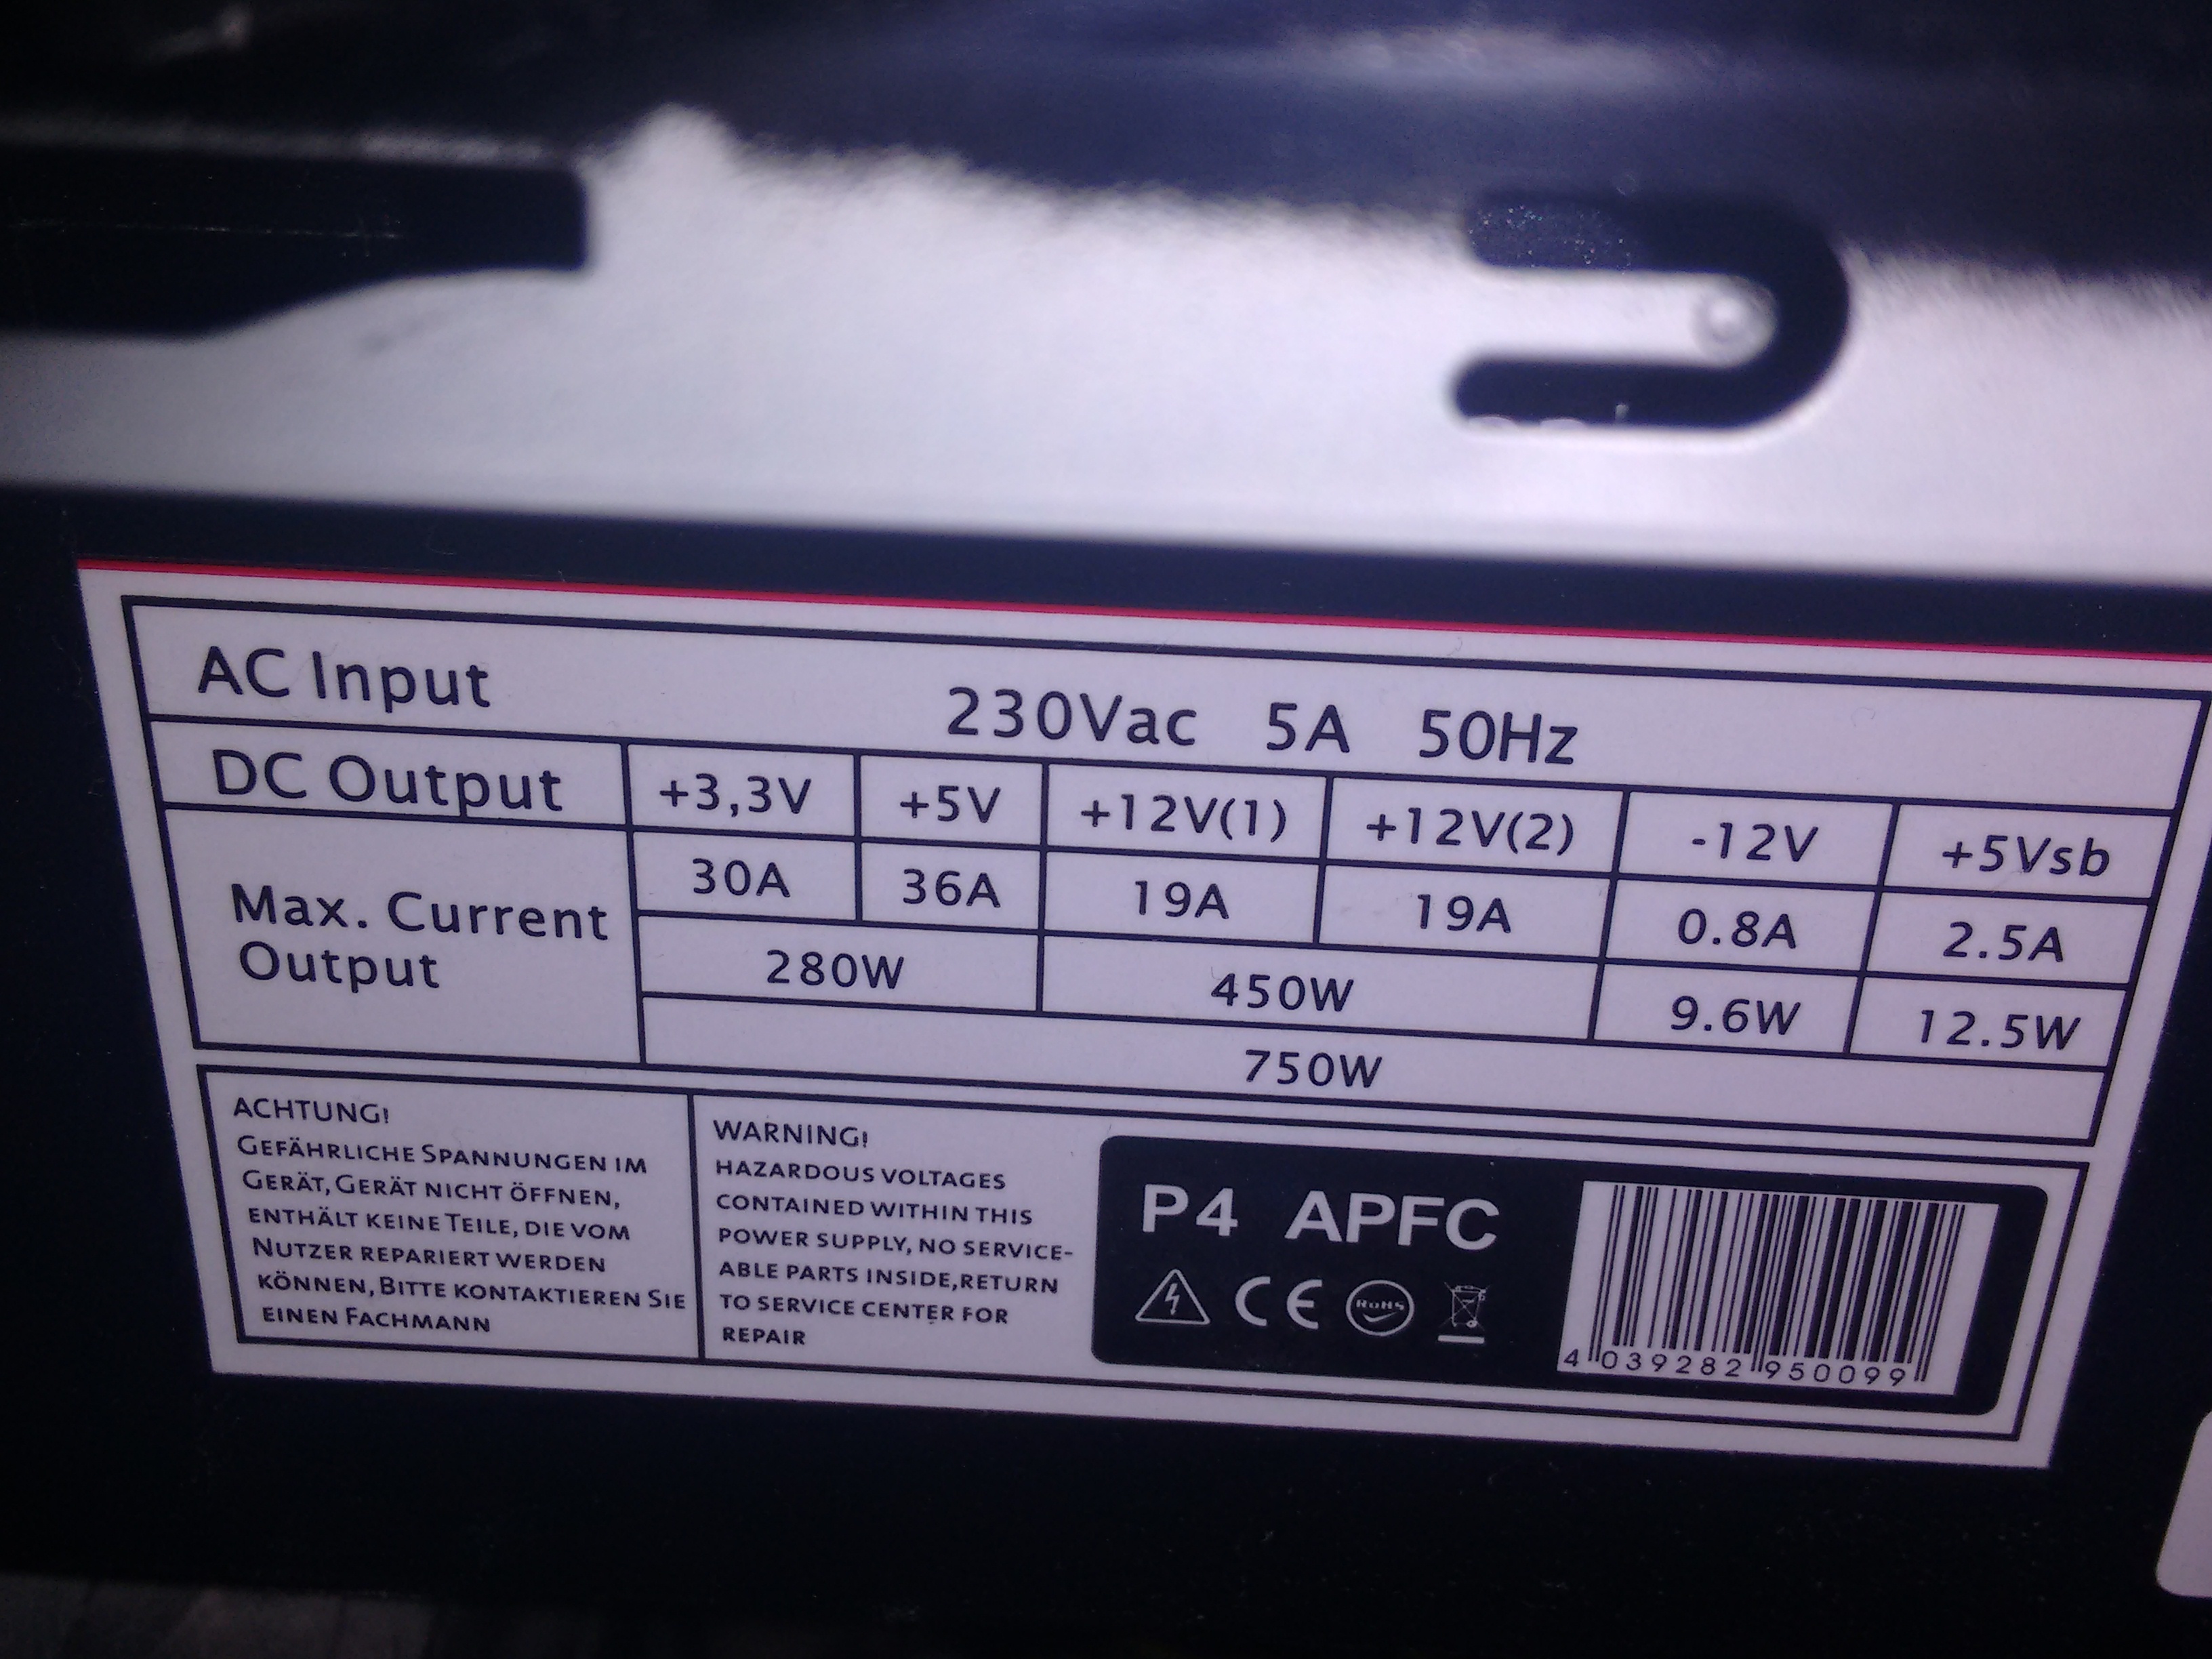 AC Input 230Vac 5A 50Hz
DC Output +3,3V +5V +12V(1) +12V(2) -12V +5Vsb
Max. Current Output 30A 36A 19A 19A 0.8A 2.5A
280W 450W 9.6W 12.5W
750W
ACHTUNG!
GEFÄHRLICHE SPANNUNGEN IM
GERÄT, GERÄT NICHT ÖFFNEN,
ENTHÄLT KEINE TEILE, DIE VOM
NUTZER REPARIERT WERDEN
KÖNNEN, BITTE KONTAKTIEREN SIE
EINEN FACHMANN
WARNING!
HAZARDOUS VOLTAGES
CONTAINED WITHIN THIS
POWER SUPPLY, NO SERVICE-
ABLE PARTS INSIDE,RETURN
TO SERVICE CENTER FOR
REPAIR
P4 APFC
CE RoHS
4 039282 950099